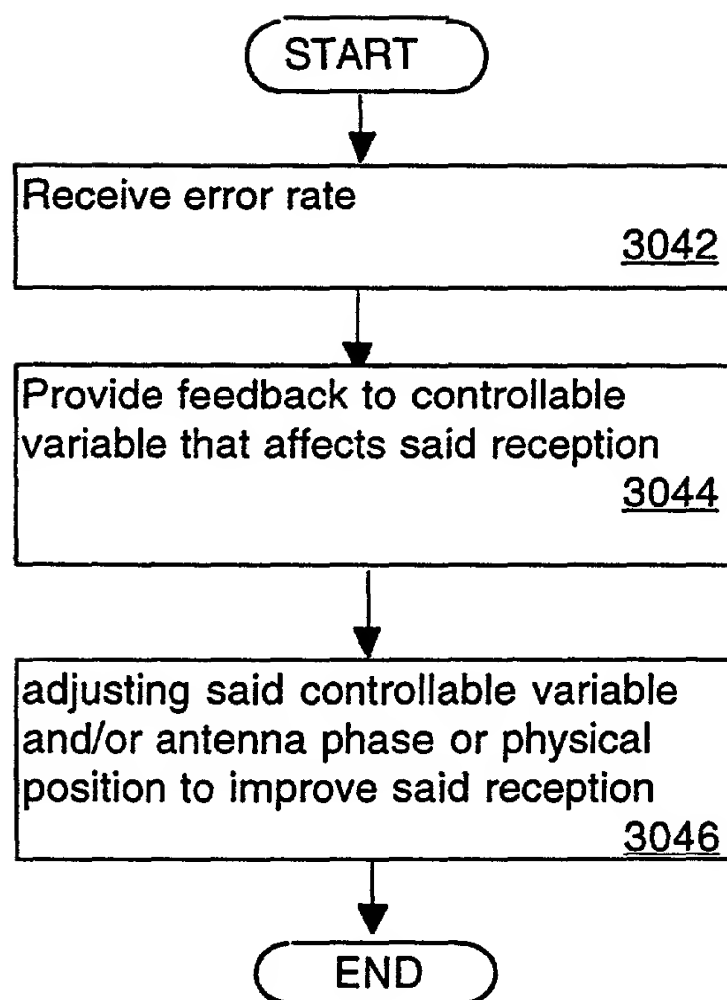 START
Receive error rate
3042
Provide feedback to controllable
variable that affects said reception
3044
adjusting said controllable variable
and/or antenna phase or physical
position to improve said reception
3046
END